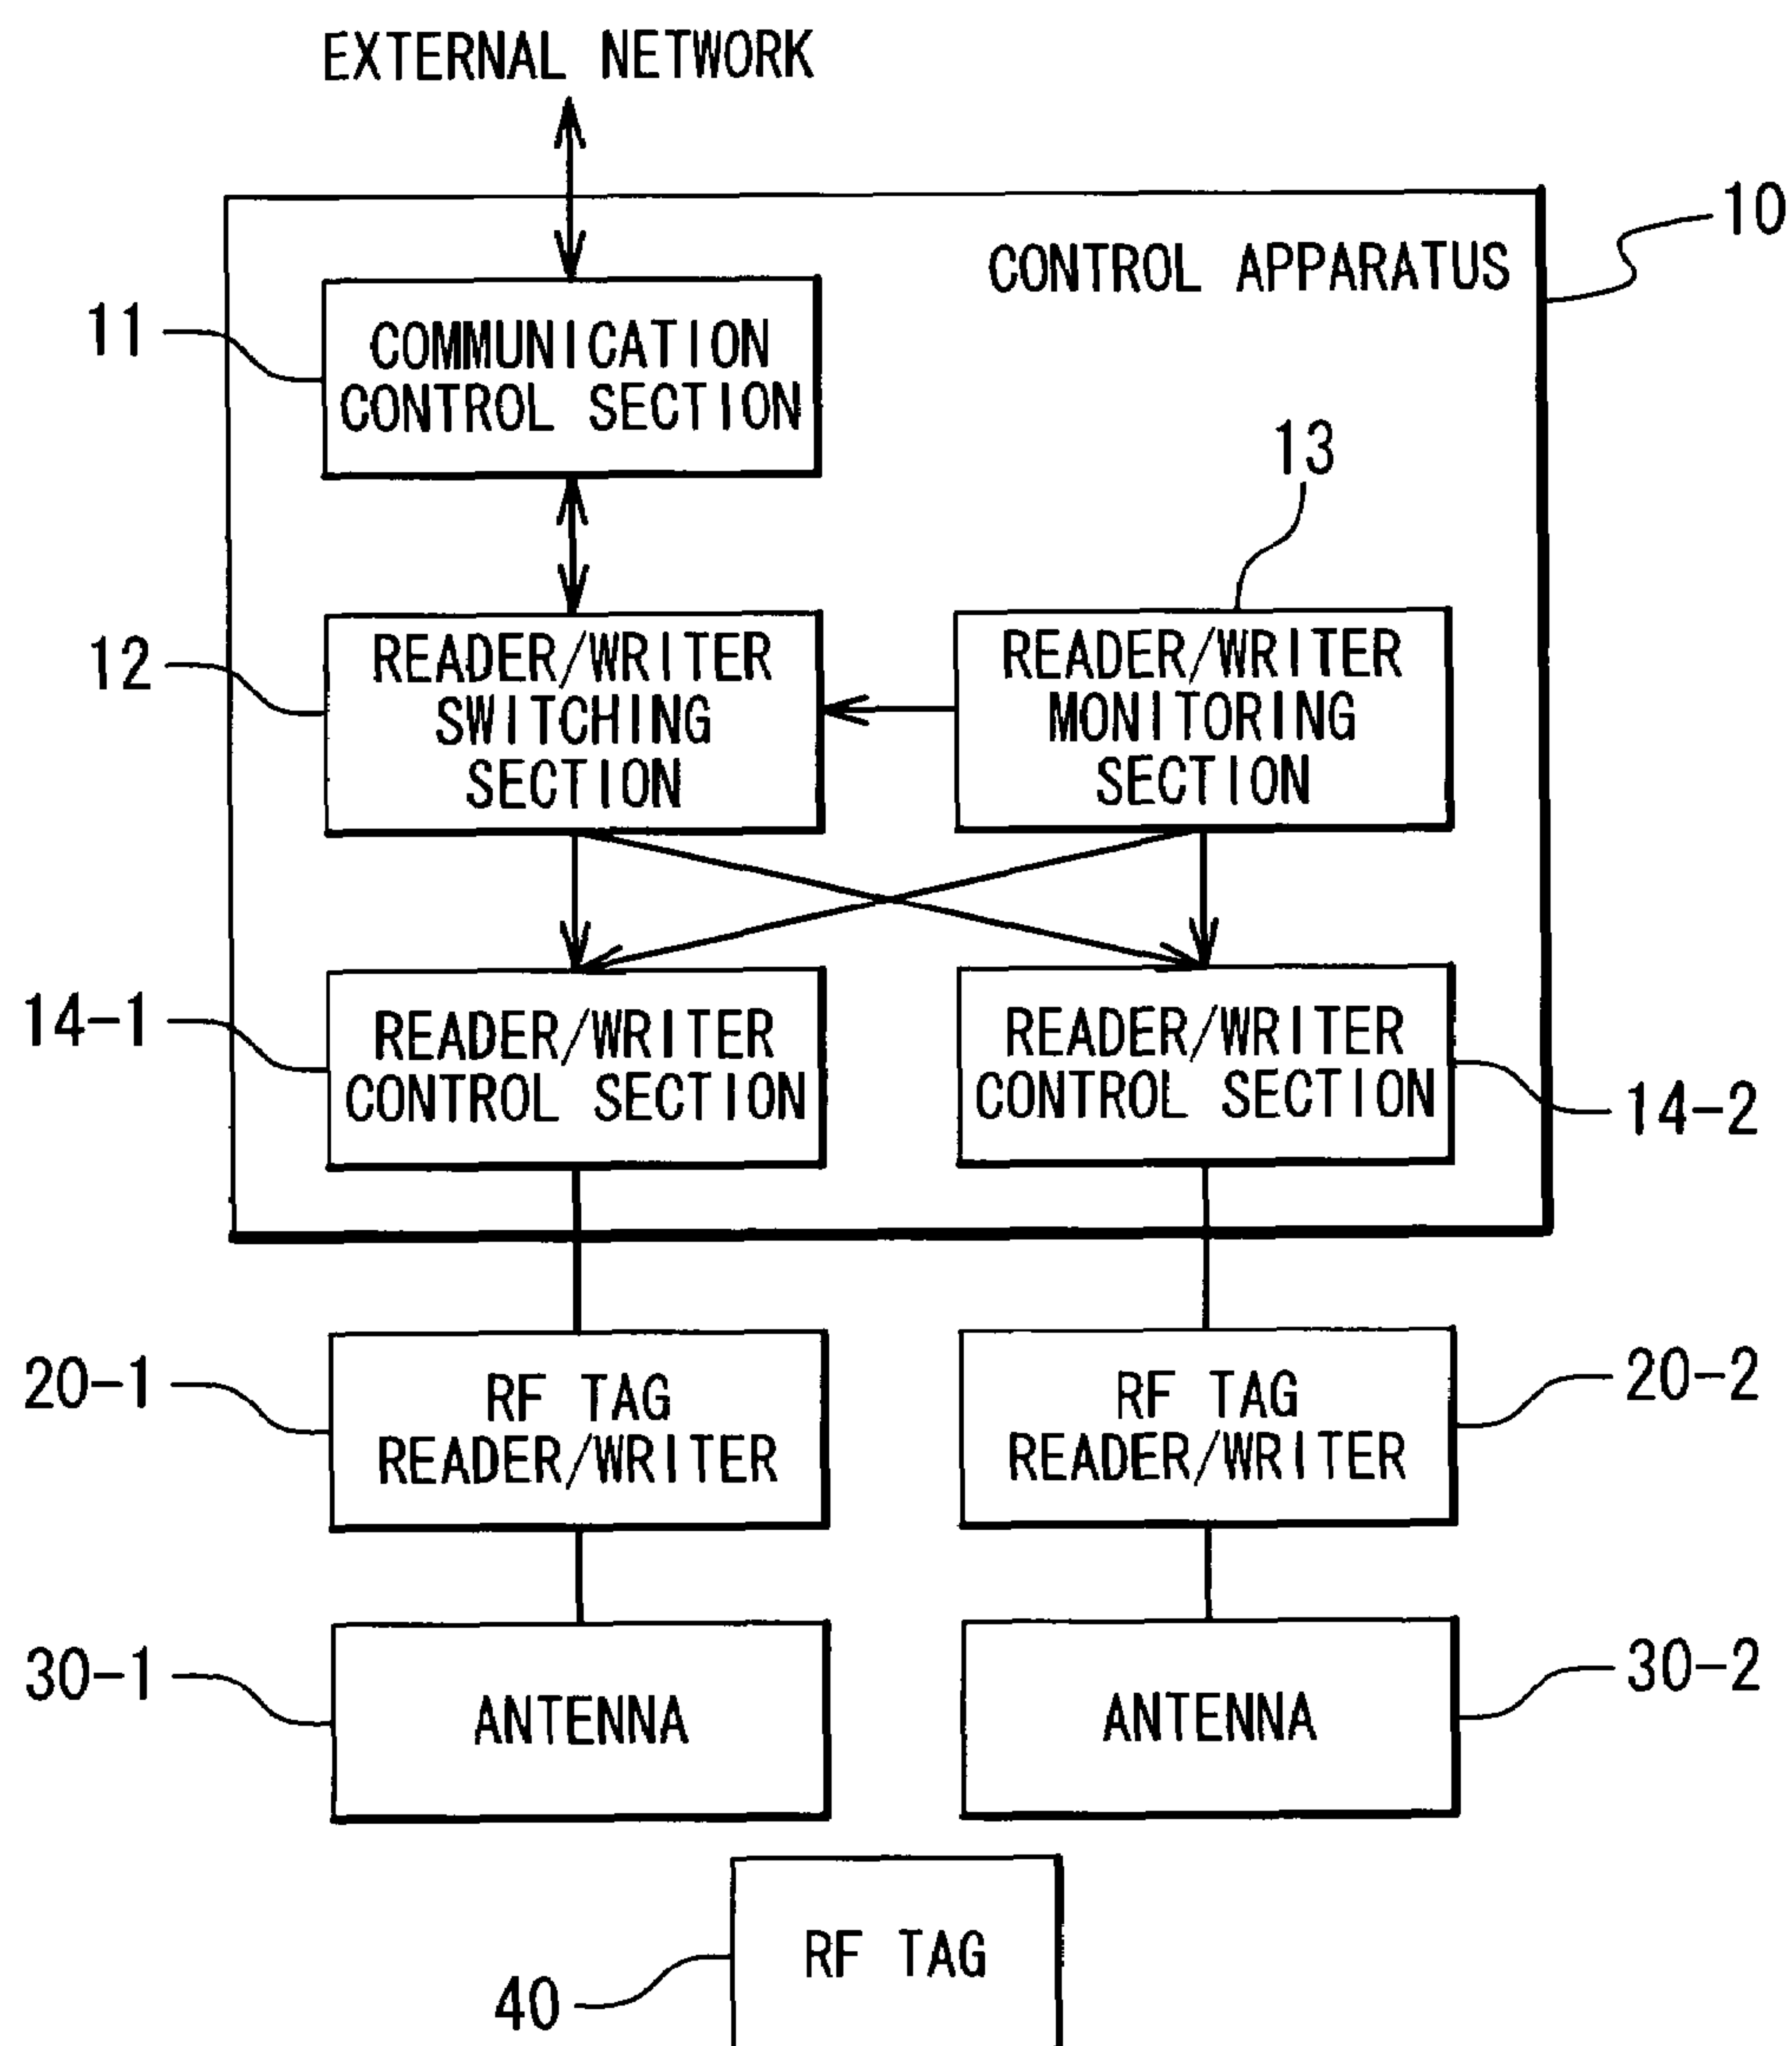 EXTERNAL NETWORK
10
CONTROL APPARATUS
11
COMMUNICATION
CONTROL SECTION
13
12
READER/WRITER
SWITCHING
SECTION
READER/WRITER
MONITORING
SECTION
14-1
READER/WRITER
CONTROL SECTION
READER/WRITER
CONTROL SECTION
14-2
20-1
RF TAG
READER/WRITER
RF TAG
READER/WRITER
20-2
30-1
ANTENNA
ANTENNA
30-2
RF TAG
40